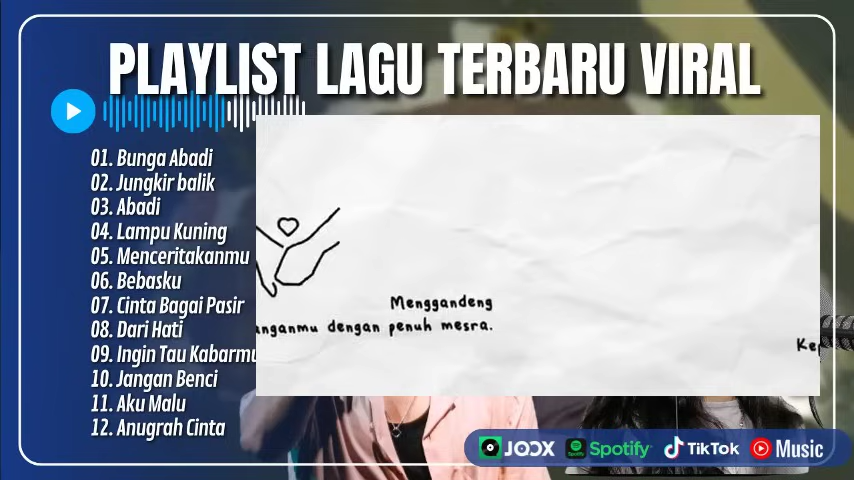 PLAYLIST LAGU TERBARU VIRAL
01. Bunga Abadi
02. Jungkir balik
03. Abadi
04. Lampu Kuning
05. Menceritakanmu
06. Bebasku
07. Cinta Bagai Pasir
08. Dari Hati
09. Ingin Tau Kabarmu
10. Jangan Benci
11. Aku Malu
12. Anugrah Cinta
Menggandeng
anganmu dengan penuh mesra.
Kep
JOOX Spotify Spotify TikTok Music